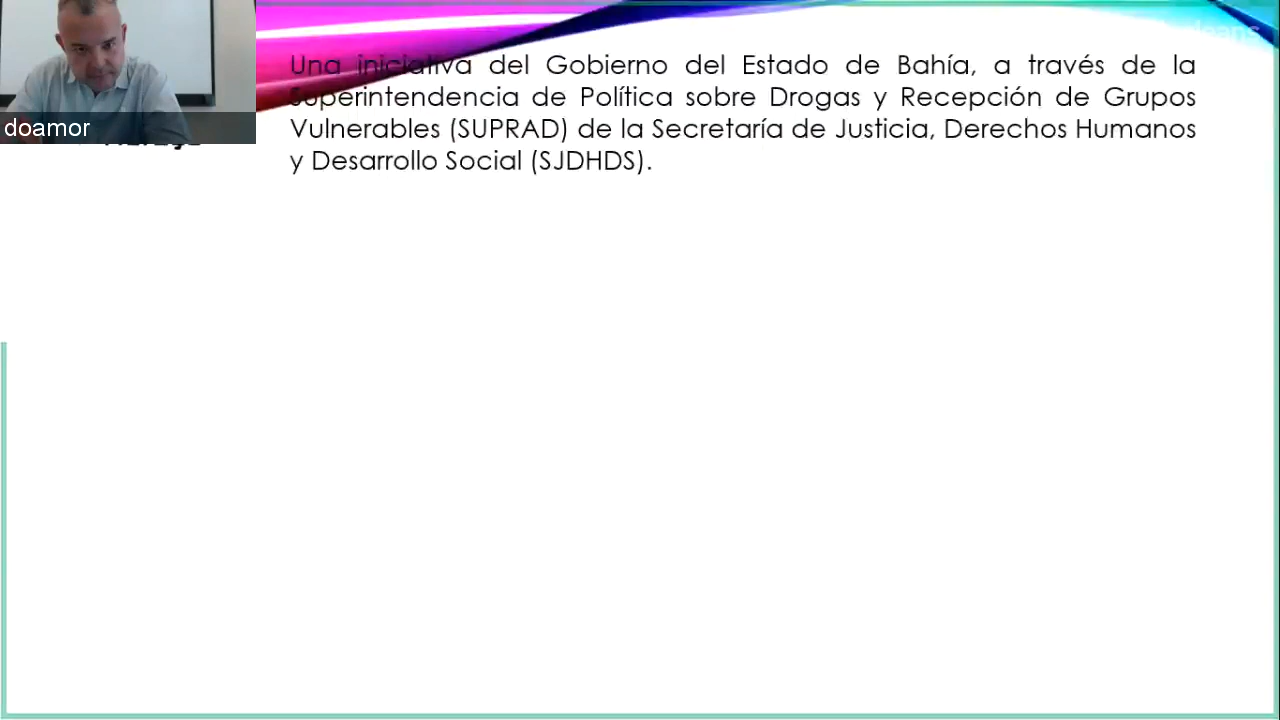 Una iniciativa del Gobierno del Estado de Bahía, a través de la
Superintendencia de Política sobre Drogas y Recepción de Grupos
Vulnerables (SUPRAD) de la Secretaría de Justicia, Derechos Humanos
y Desarrollo Social (SJDHDS).
doamor